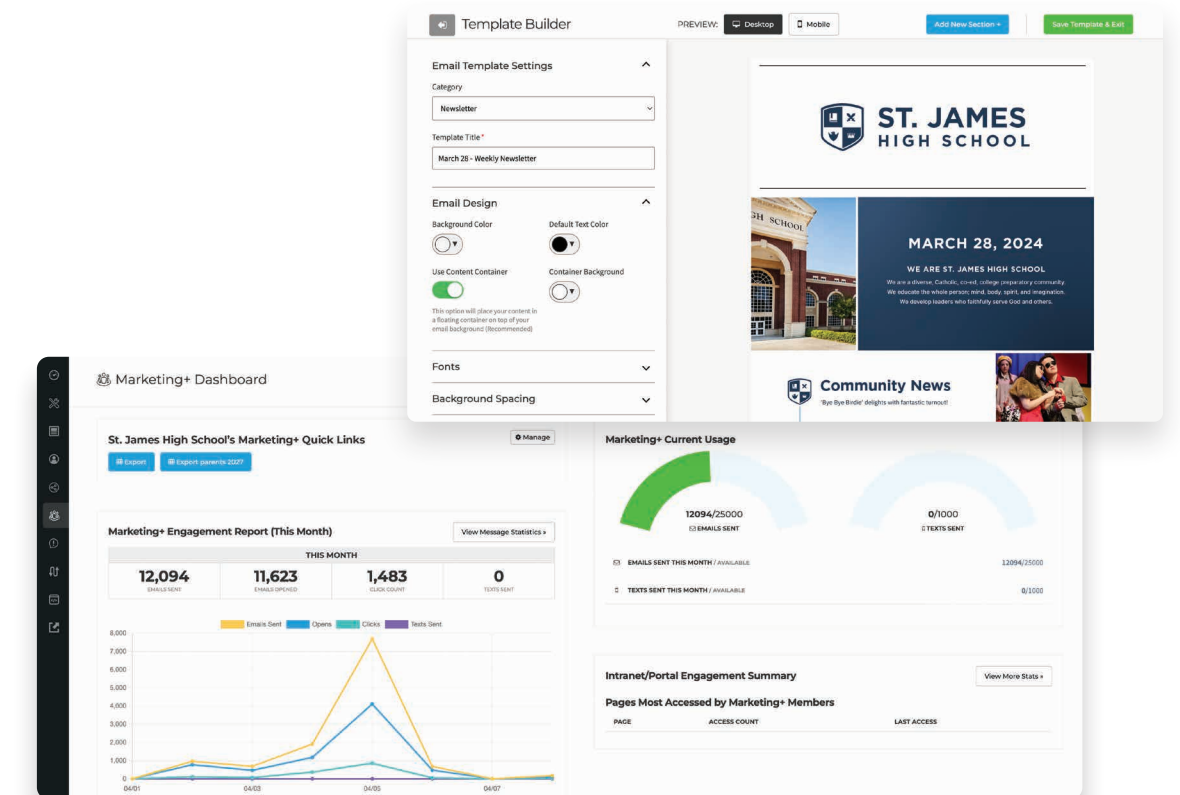 Template Builder
PREVIEW:
Desktop
Mobile
Add New Section +
Save Template & Exit
Email Template Settings
Category
Newsletter
Template Title *
March 28 - Weekly Newsletter
Email Design
Background Color
Default Text Color
Use Content Container
Container Background
This option will place your content in
a floating container on top of your
email background (Recommended)
Fonts
Background Spacing
ST. JAMES
HIGH SCHOOL
GH SCHOOL
MARCH 28, 2024
WE ARE ST. JAMES HIGH SCHOOL
We are a diverse, Catholic, co-ed, college preparatory community.
We educate the whole person; mind, body, spirit, and imagination.
We develop leaders who faithfully serve God and others.
Community News
'Bye Bye Birdie' delights with fantastic turnout!
Marketing+ Dashboard
St. James High School's Marketing+ Quick Links
Manage
Export
Export parents 2027
Marketing+ Engagement Report (This Month)
View Message Statistics »
THIS MONTH
12,094
EMAILS SENT
11,623
EMAILS OPENED
1,483
CLICK COUNT
0
TEXTS SENT
Emails Sent
Opens
Clicks
Texts Sent
8,000
7,000
6,000
5,000
4,000
3,000
2,000
1,000
0
04/01
04/03
04/05
04/07
Marketing+ Current Usage
12094/25000
EMAILS SENT
0/1000
TEXTS SENT
EMAILS SENT THIS MONTH / AVAILABLE
12094/25000
TEXTS SENT THIS MONTH / AVAILABLE
0/1000
Intranet/Portal Engagement Summary
View More Stats »
Pages Most Accessed by Marketing+ Members
PAGE
ACCESS COUNT
LAST ACCESS